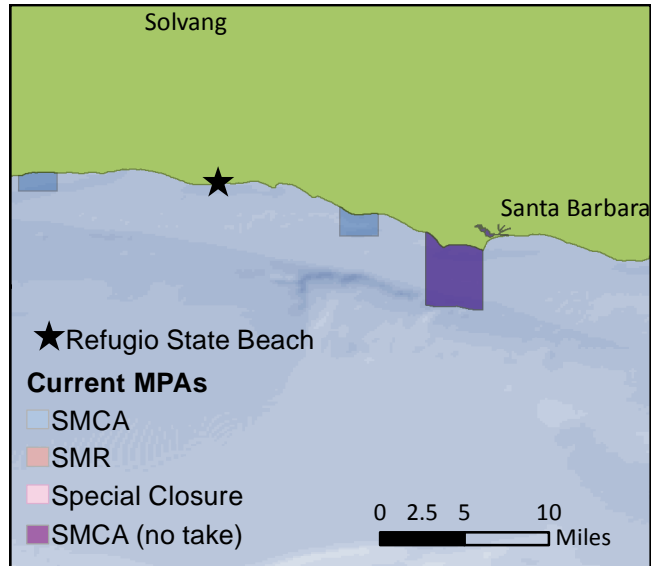 Solvang
Santa Barbara
Refugio State Beach
Current MPAs
SMCA
SMR
Special Closure
SMCA (no take)
0 2.5 5 10
Miles